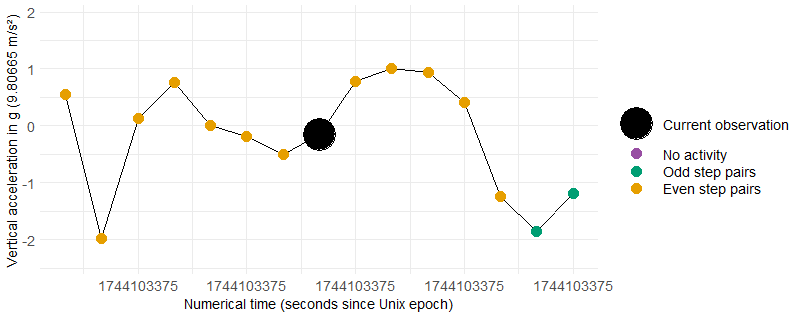 Vertical acceleration in g (9.80665 m/s²)
2
1
0
-1
-2
1744103375 1744103375 1744103375 1744103375 1744103375
Numerical time (seconds since Unix epoch)
Current observation
No activity
Odd step pairs
Even step pairs